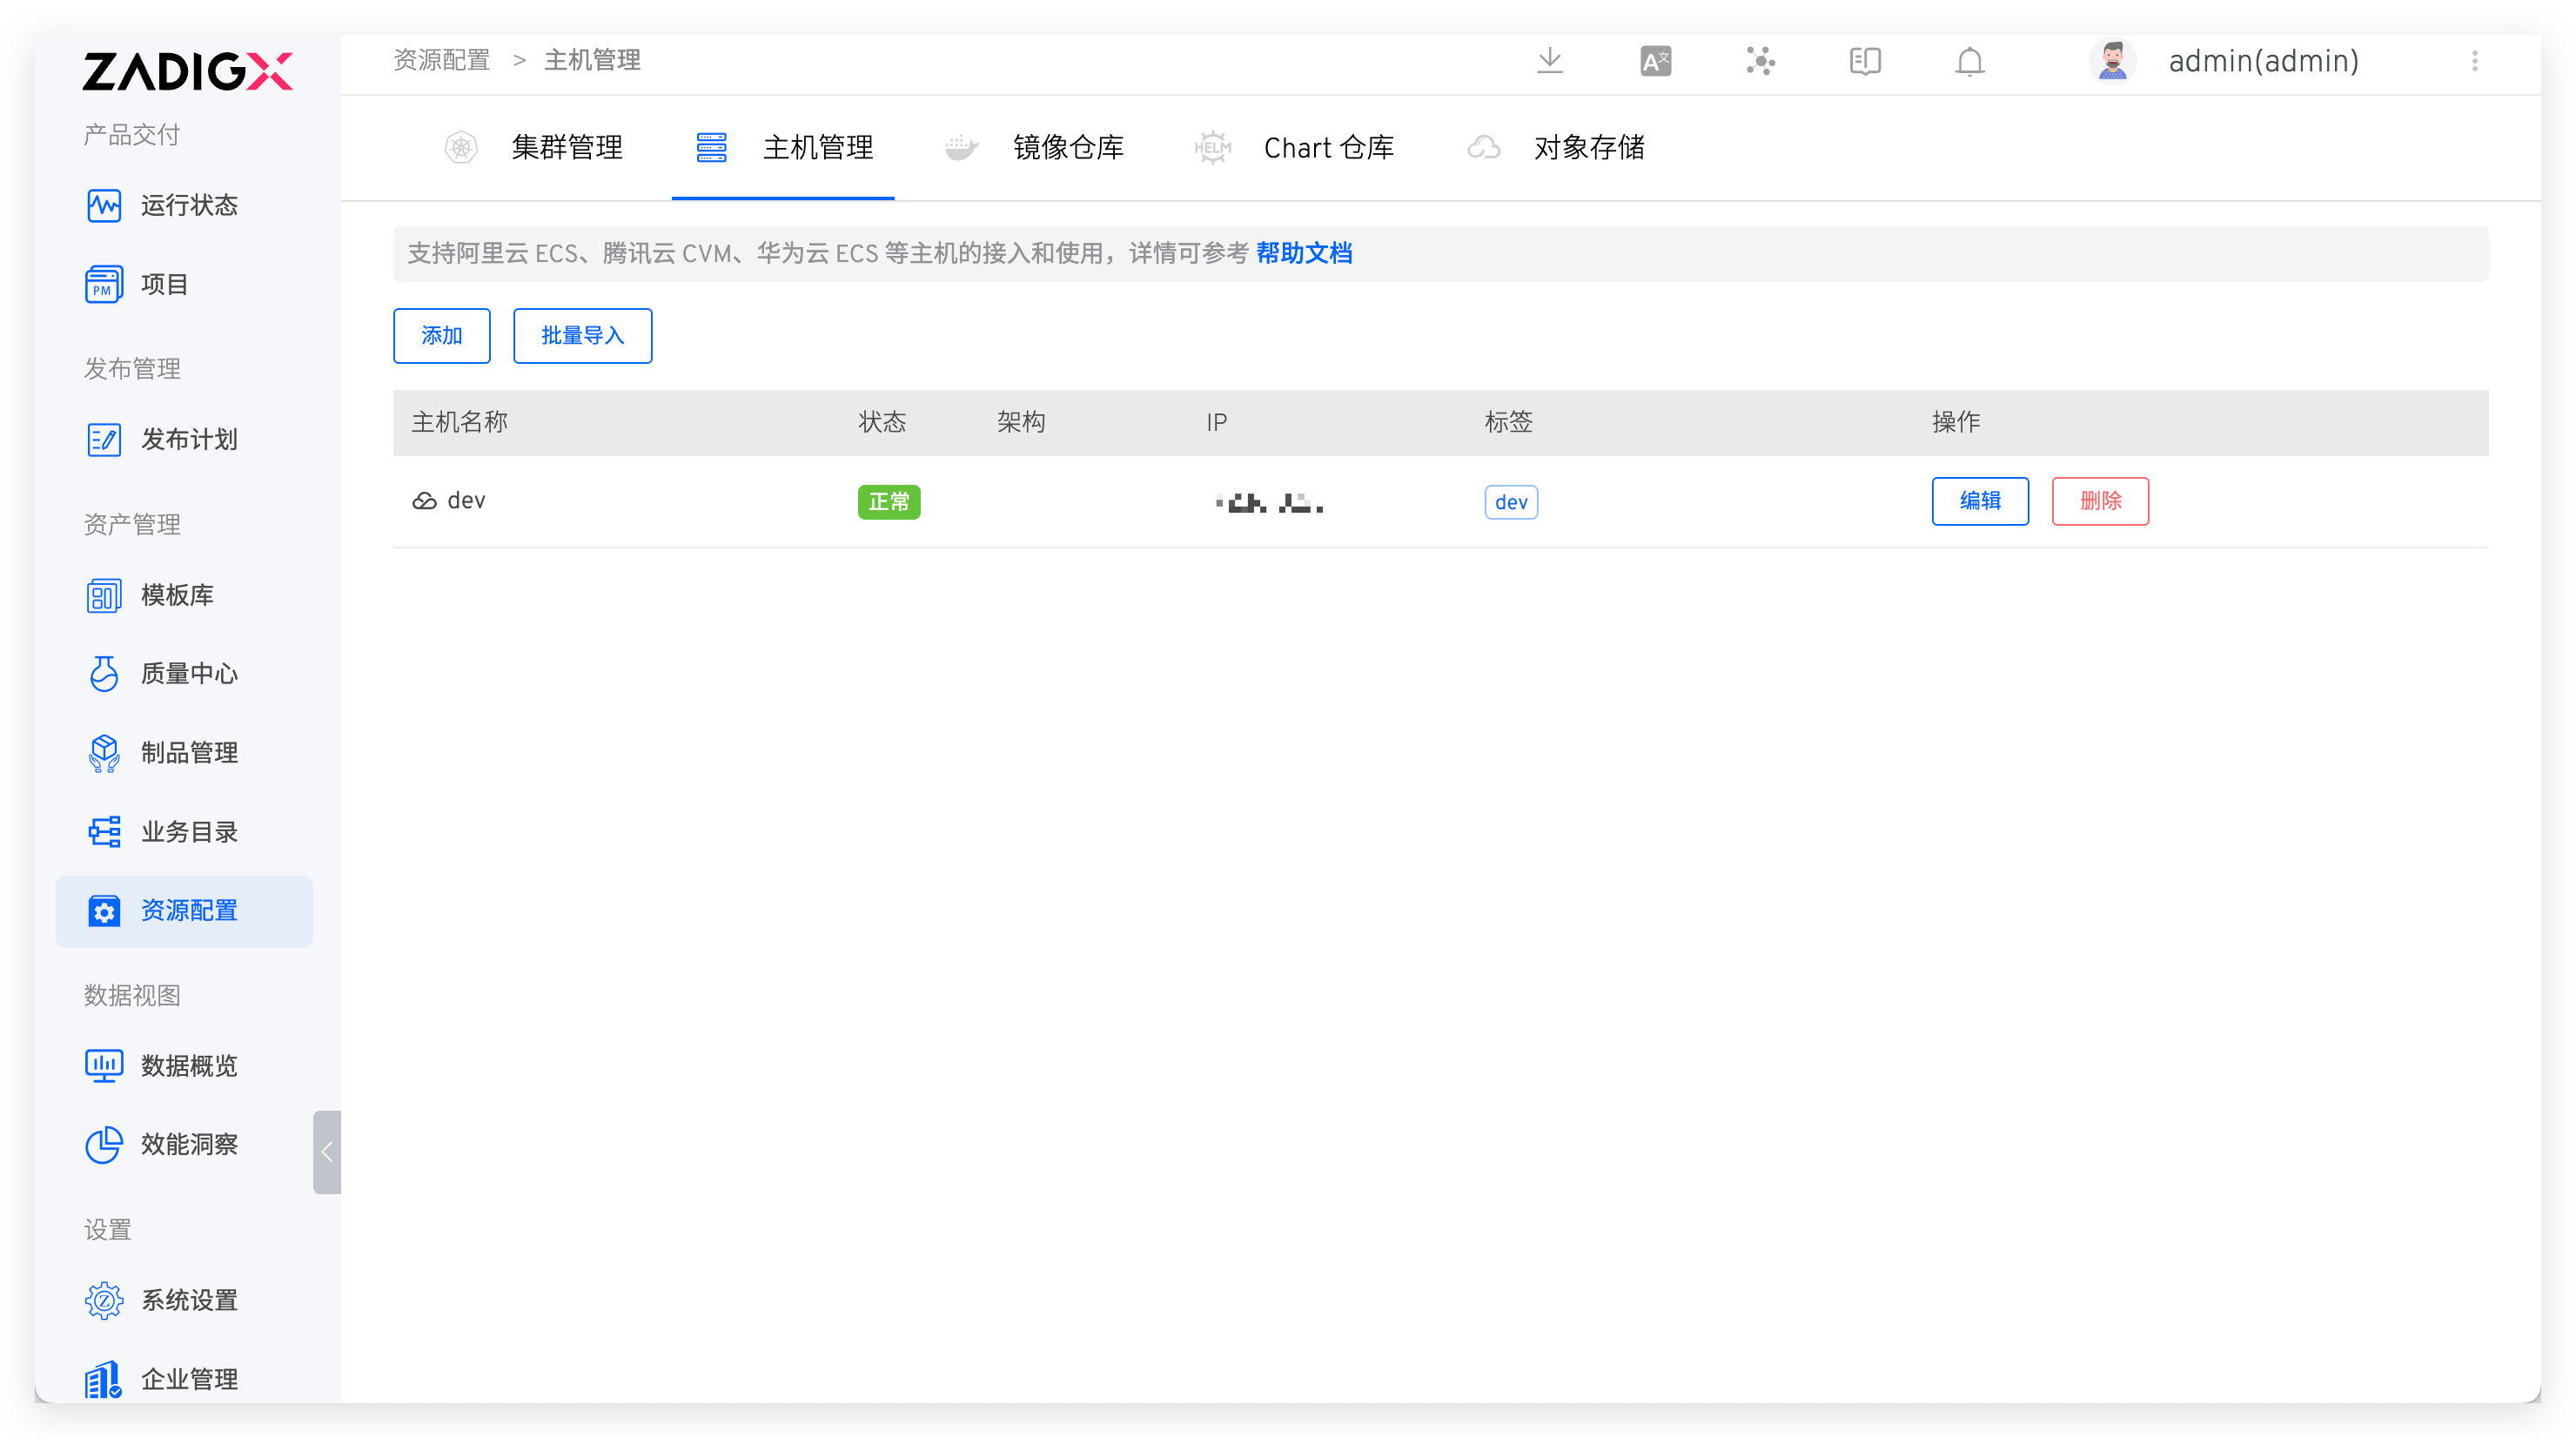 ZADIGX
产品交付
运行状态
PM
项目
发布管理
发布计划
资产管理
模板库
质量中心
制品管理
业务目录
资源配置
数据视图
数据概览
效能洞察
设置
Z
系统设置
企业管理
资源配置 > 主机管理
A文
admin(admin)
集群管理
主机管理
镜像仓库
HELM
Chart 仓库
对象存储
支持阿里云 ECS、腾讯云 CVM、华为云 ECS 等主机的接入和使用，详情可参考 帮助文档
添加 批量导入
主机名称 状态 架构 IP 标签 操作
dev 正常 dev 编辑 删除